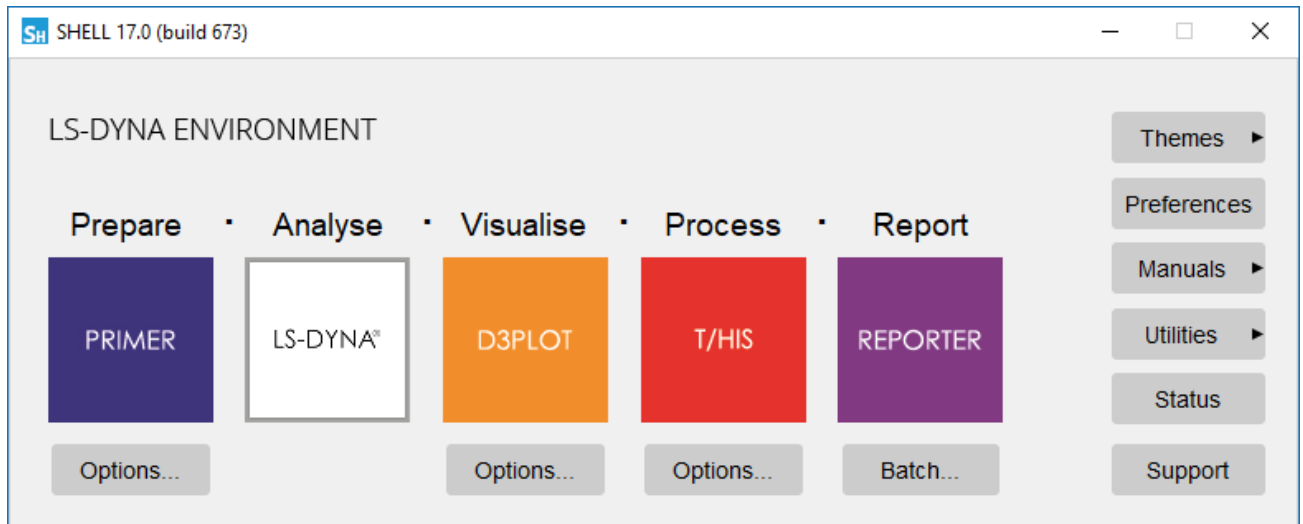 SH SHELL 17.0 (build 673)
LS-DYNA ENVIRONMENT
Themes
Preferences
Prepare · Analyse · Visualise · Process · Report
Manuals
PRIMER LS-DYNA® D3PLOT T/HIS REPORTER
Utilities
Status
Options... Options... Options... Batch... Support